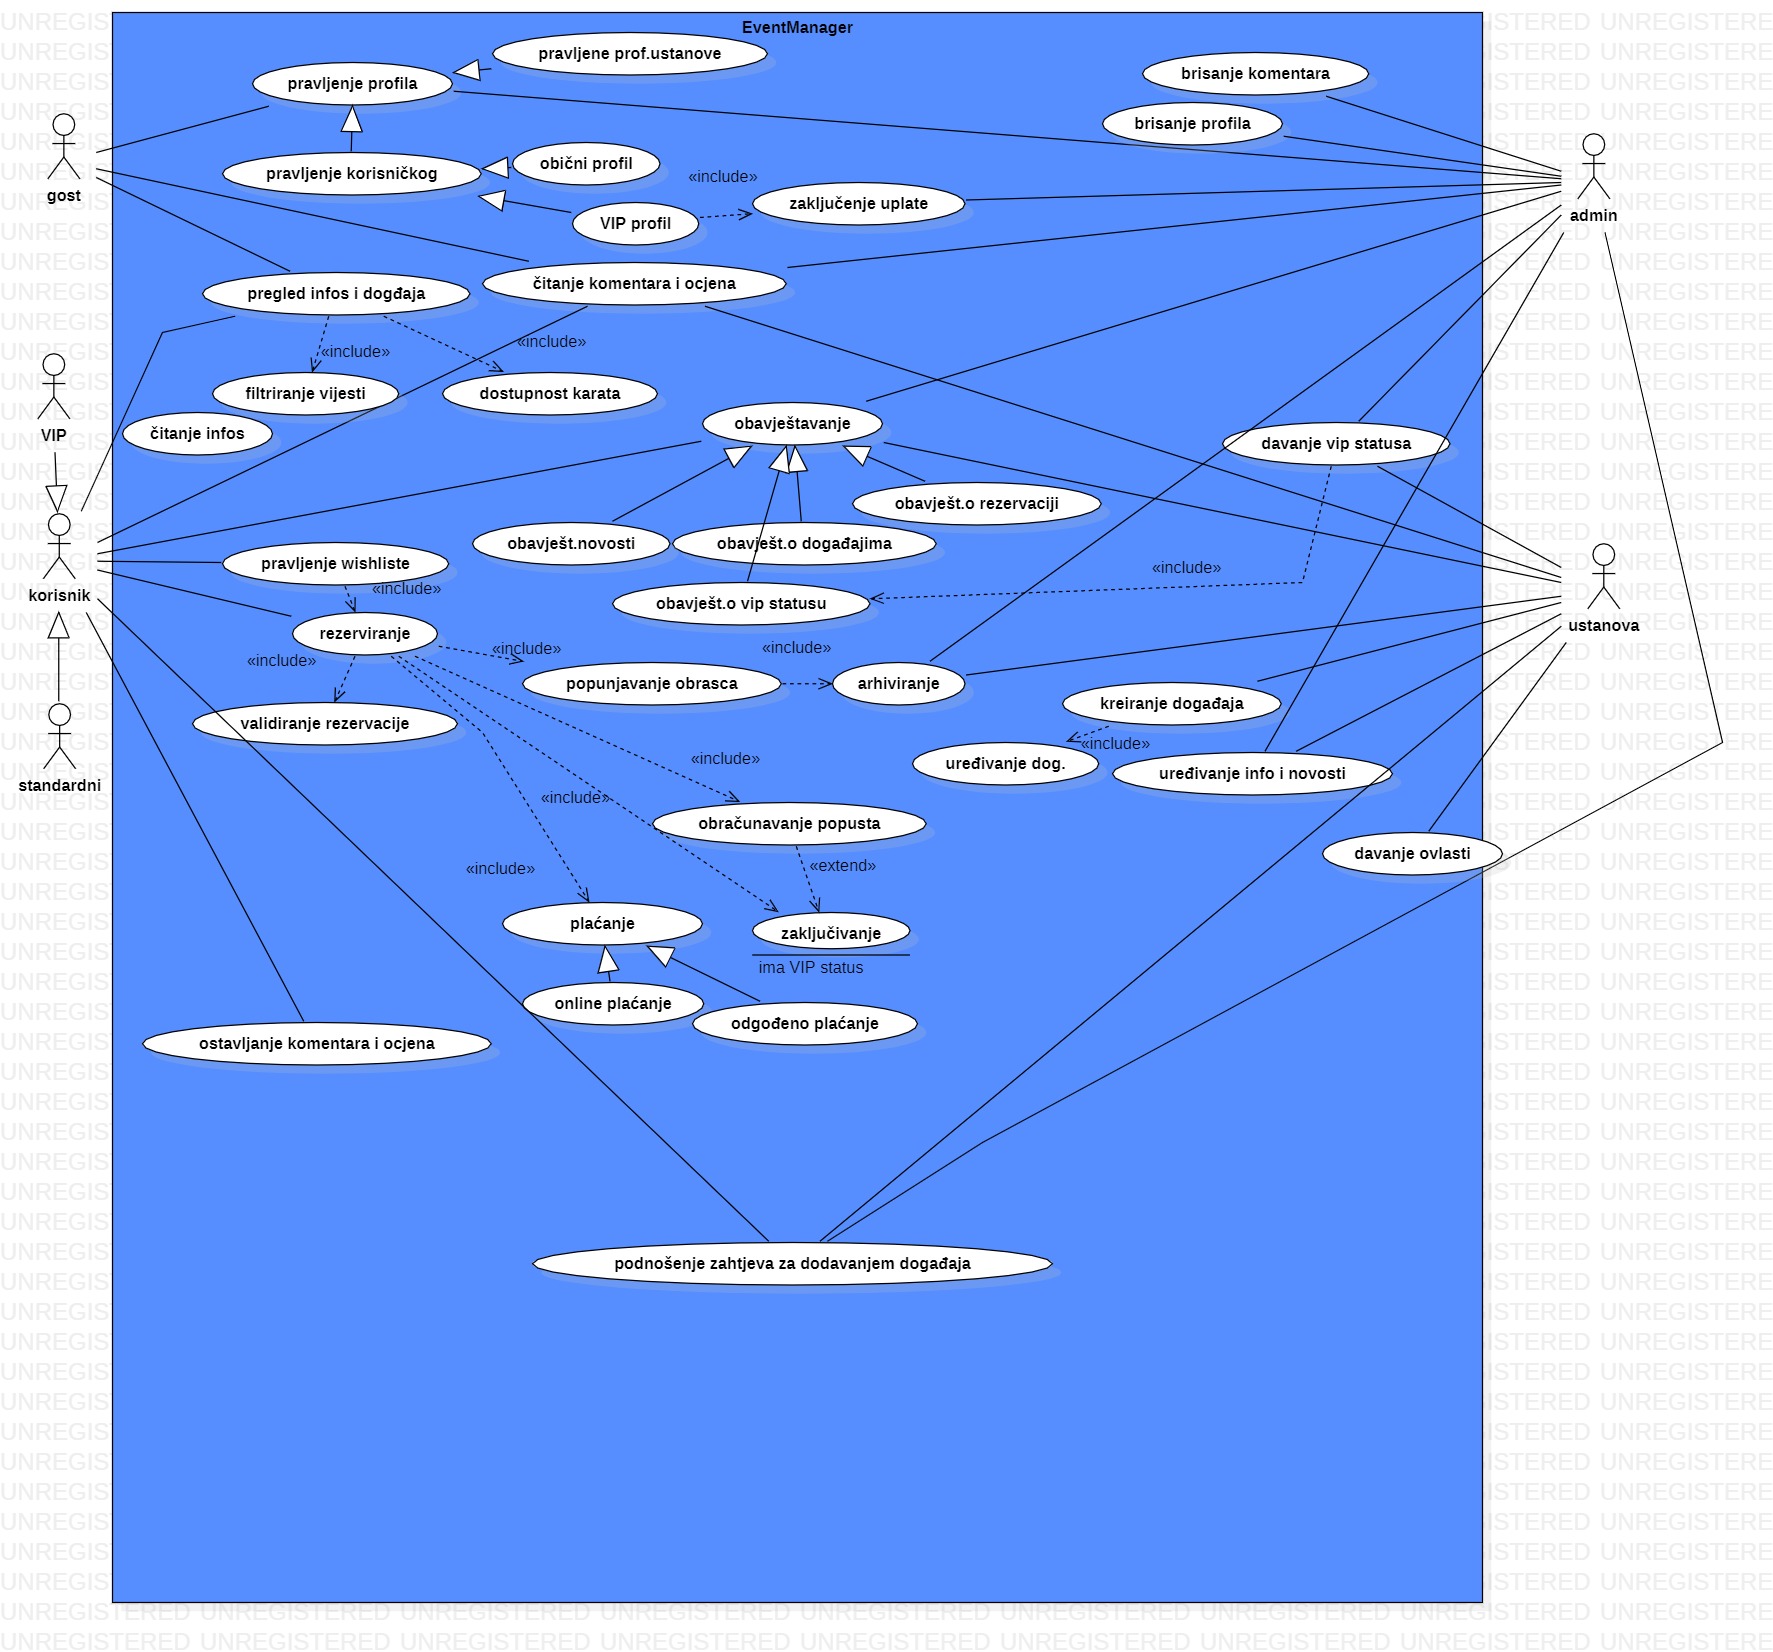 EventManager
pravljene prof.ustanove
pravljenje profila
brisanje komentara
brisanje profila
gost
pravljenje korisničkog
obični profil
«include»
VIP profil
zaključenje uplate
admin
čitanje komentara i ocjena
pregled infos i dogđaja
«include»
«include»
filtriranje vijesti
dostupnost karata
VIP
čitanje infos
obavještavanje
davanje vip statusa
obavješt.o rezervaciji
obavješt.novosti
obavješt.o događajima
pravljenje wishliste
«include»
«include»
korisnik
obavješt.o vip statusu
ustanova
rezerviranje
«include»
«include»
«include»
popunjavanje obrasca
arhiviranje
kreiranje događaja
validiranje rezervacije
«include»
«include»
uređivanje dog.
uređivanje info i novosti
standardni
«include»
obračunavanje popusta
davanje ovlasti
«extend»
«include»
plaćanje
zaključivanje
ima VIP status
online plaćanje
odgođeno plaćanje
ostavljanje komentara i ocjena
podnošenje zahtjeva za dodavanjem događaja
UNREGISTERED UNREGISTERED UNREGISTERED UNREGISTERED UNREGISTERED UNREGISTERED UNREGISTERED UNREGISTERED UNREGISTERE